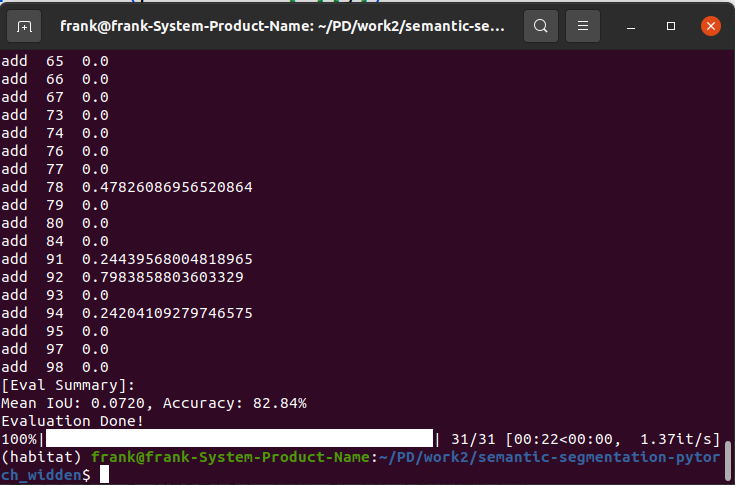 frank@frank-System-Product-Name: ~/PD/work2/semantic-se...
add  65  0.0
add  66  0.0
add  67  0.0
add  73  0.0
add  74  0.0
add  76  0.0
add  77  0.0
add  78  0.47826086956520864
add  79  0.0
add  80  0.0
add  84  0.0
add  91  0.24439568004818965
add  92  0.7983858803603329
add  93  0.0
add  94  0.24204109279746575
add  95  0.0
add  97  0.0
add  98  0.0
[Eval Summary]:
Mean IoU: 0.0720, Accuracy: 82.84%
Evaluation Done!
100%| | 31/31 [00:22<00:00,  1.37it/s]
(habitat) frank@frank-System-Product-Name:~/PD/work2/semantic-segmentation-pytor
ch_widden$